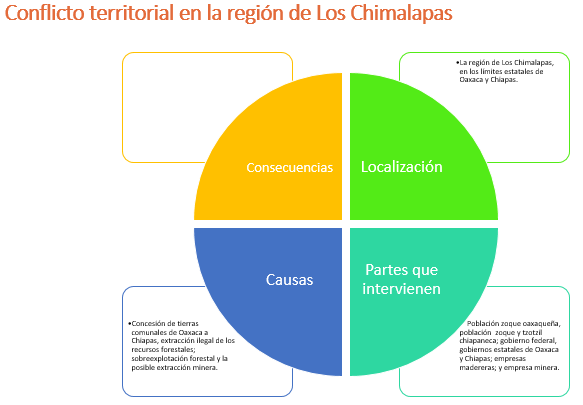 Conflicto territorial en la región de Los Chimalapas
•La región de Los Chimalapas,
en los límites estatales de
Oaxaca y Chiapas.
Consecuencias
Localización
Causas
Partes que
intervienen
•Concesión de tierras
comunales de Oaxaca a
Chiapas, extracción ilegal de los
recursos forestales;
sobreexplotación forestal y la
posible extracción minera.
Población zoque oaxaqueña,
población zoque y tzotzil
chiapaneca; gobierno federal,
gobiernos estatales de Oaxaca
y Chiapas; empresas
madereras; y empresa minera.